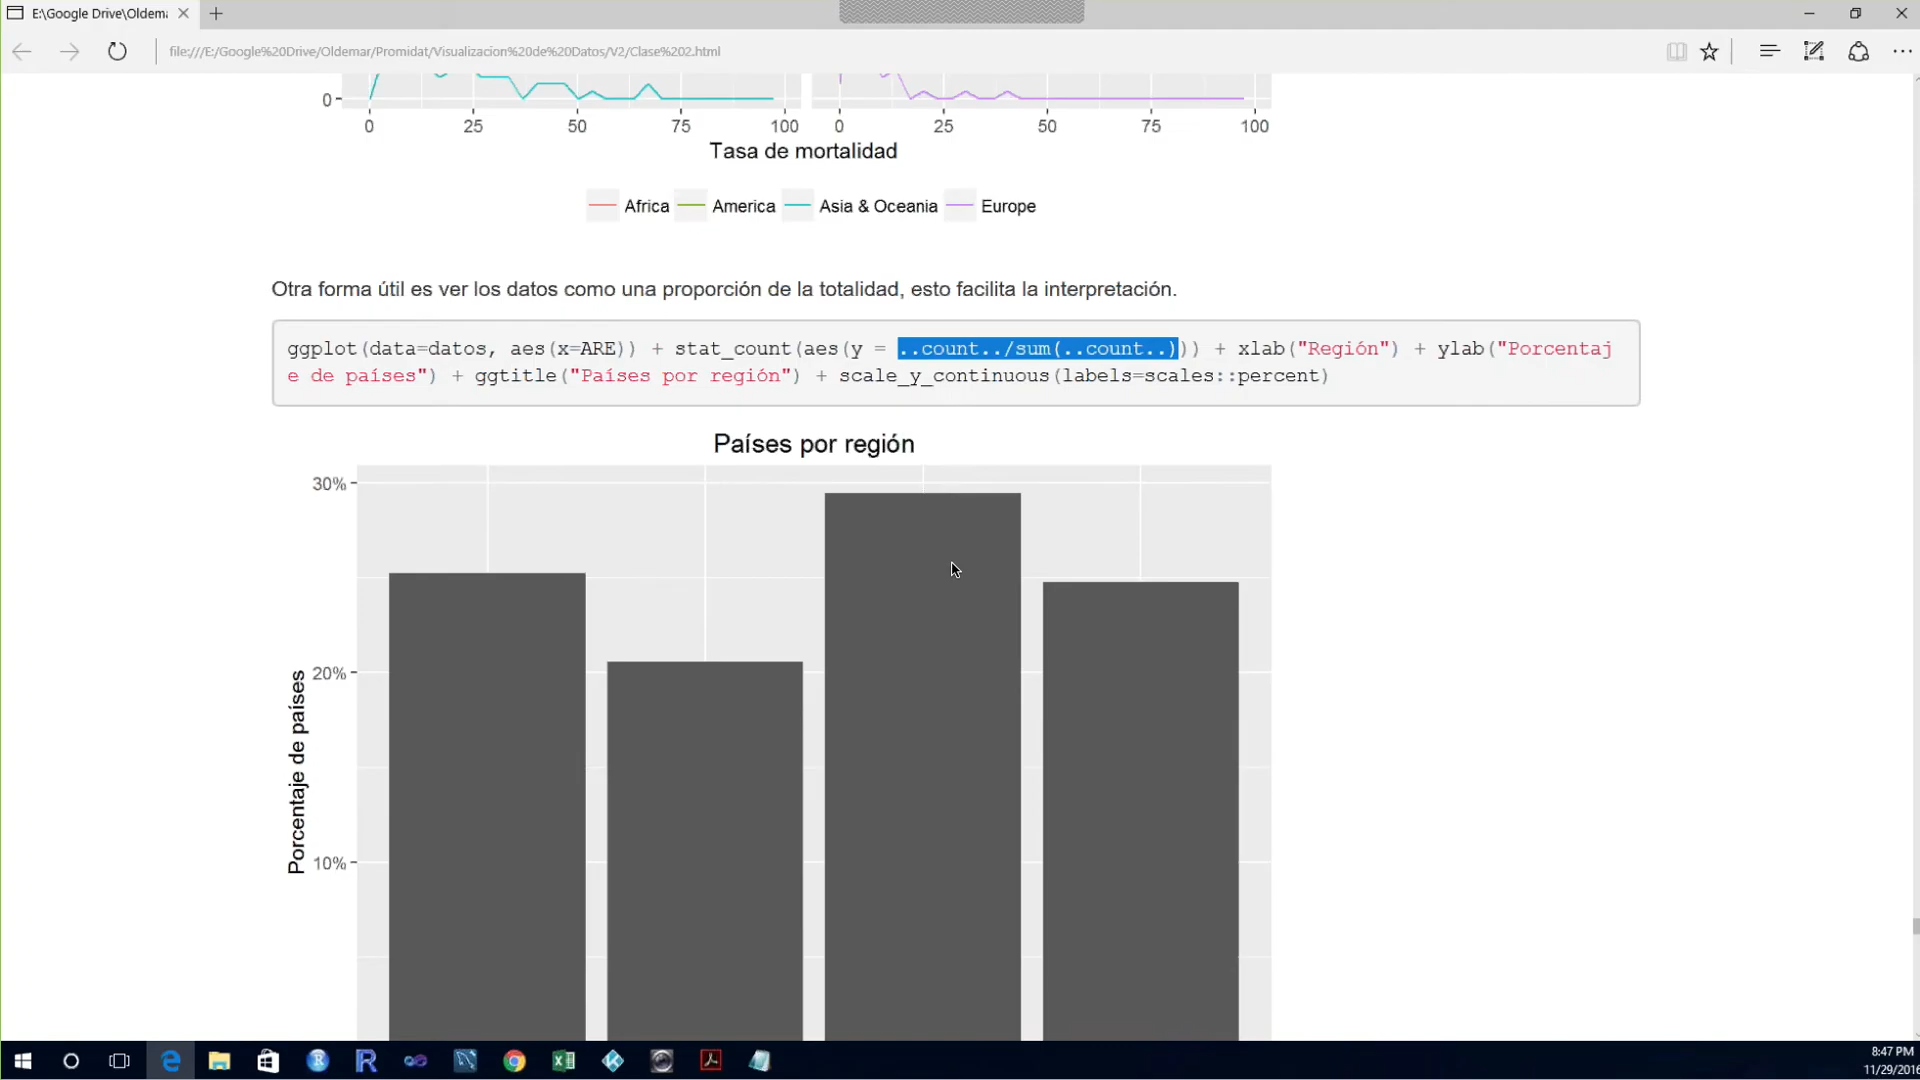 E:\Google Drive\Oldema
file:///E:/Google%20Drive/Oldemar/Promidat/Visualizacion%20de%20Datos/V2/Clase%202.html
0
0 25 50 75 100 0 25 50 75 100
Tasa de mortalidad
Africa America Asia & Oceania Europe
Otra forma útil es ver los datos como una proporción de la totalidad, esto facilita la interpretación.
ggplot(data=datos, aes(x=ARE)) + stat_count(aes(y = ..count../sum(..count..))) + xlab("Región") + ylab("Porcentaj
e de países") + ggtitle("Países por región") + scale_y_continuous(labels=scales::percent)
Países por región
30%
20%
10%
Porcentaje de países
8:47 PM
11/29/2016